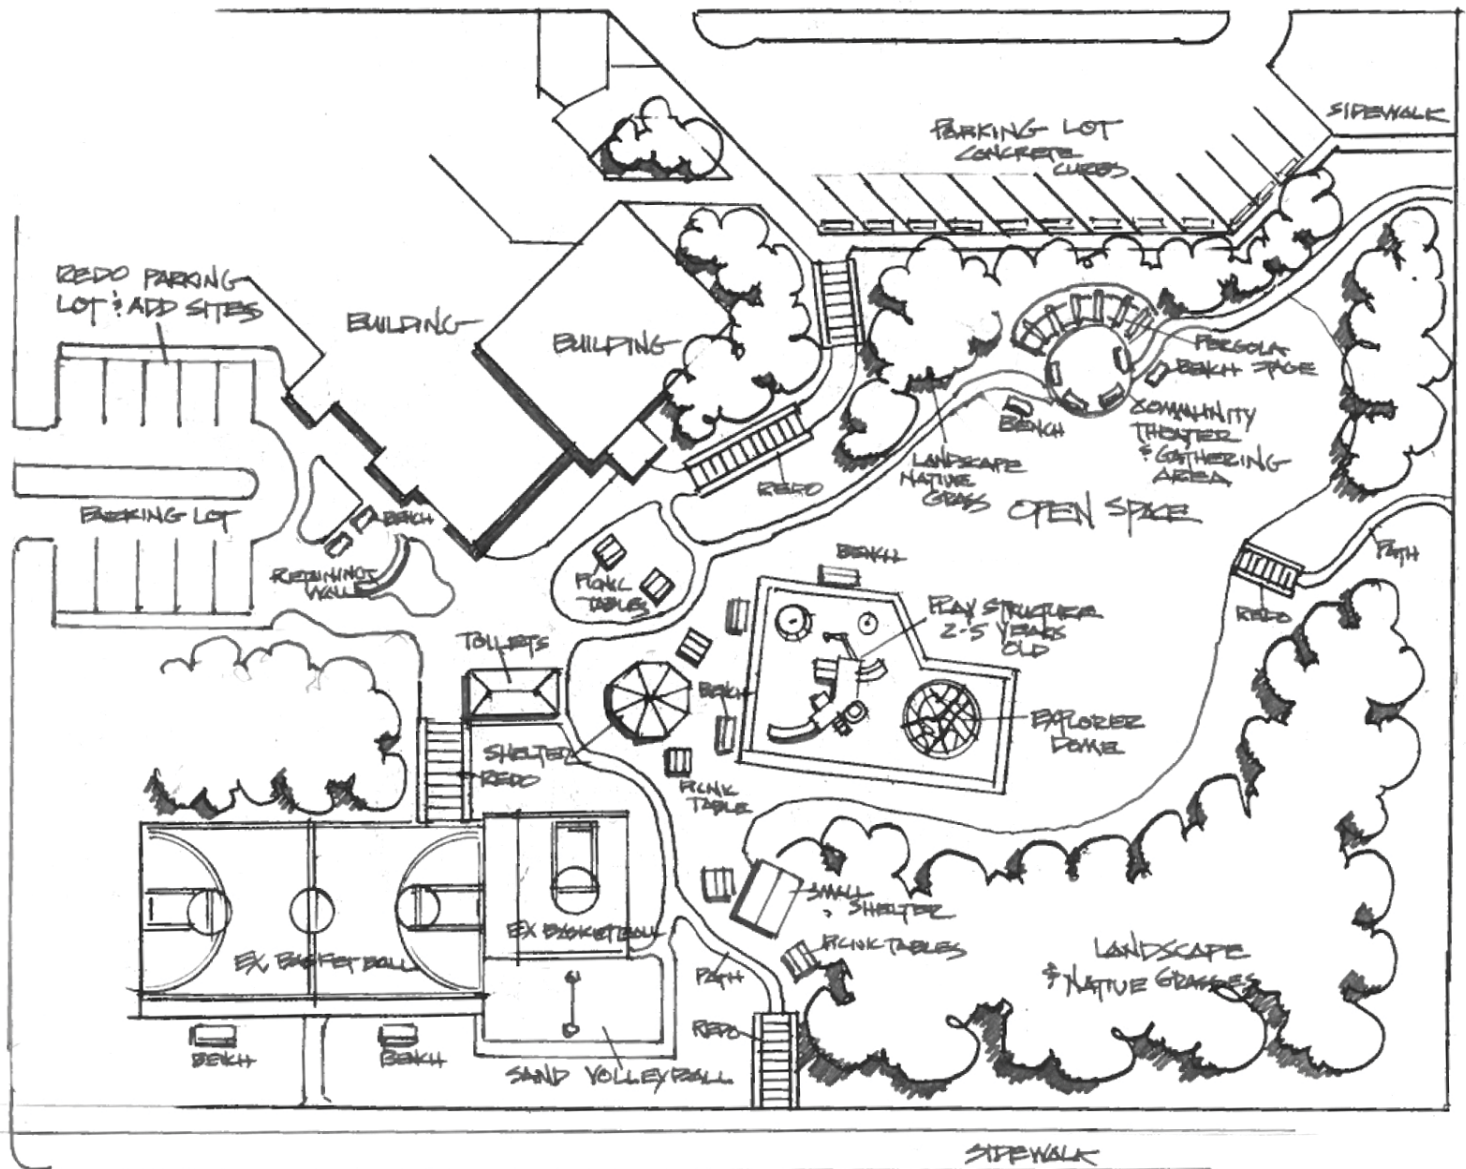 SIDEWALK
PARKING LOT
CONCRETE
CURBS
REDO PARKING
LOT & ADD SITES
BUILDING
BUILDING
PERGOLA
BENCH SPACE
BENCH
COMMUNITY
THEATER
& GATHERING
AREA
LANDSCAPE
NATIVE
GRASS
OPEN SPACE
REDO
PARKING LOT
BENCH
RETAINING
WALL
PICNIC
TABLES
BENCH
PATH
REDO
PLAY STRUCTURE
2-5 YEARS
OLD
TOILETS
BENCH
EXPLORER
DOME
SHELTER
REDO
PICNIC
TABLE
SMALL
SHELTER
EX BASKETBALL
EX BASKETBALL
PICNIC TABLES
PATH
LANDSCAPE
& NATIVE GRASSES
REDO
BENCH
BENCH
SAND VOLLEYBALL
SIDEWALK